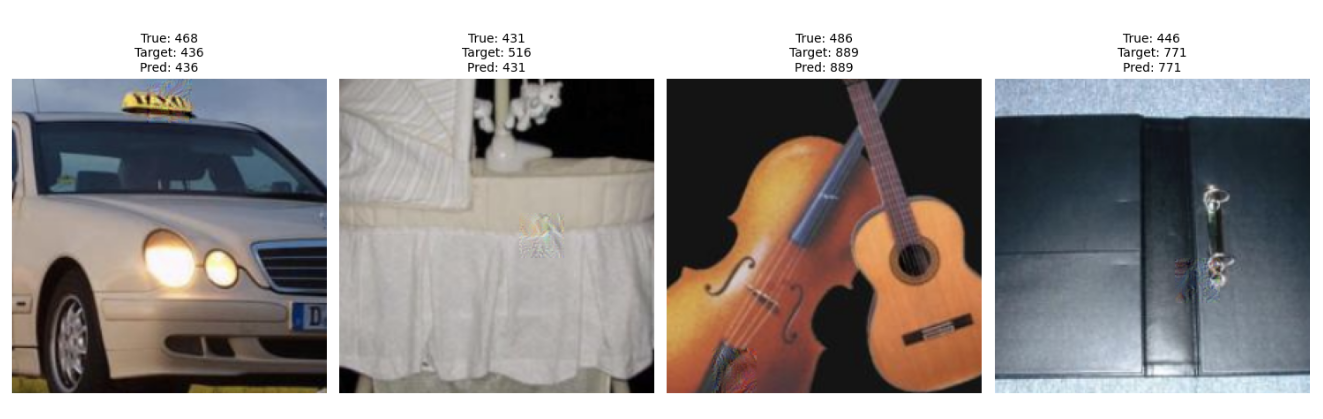 True: 468
Target: 436
Pred: 436
True: 431
Target: 516
Pred: 431
True: 486
Target: 889
Pred: 889
True: 446
Target: 771
Pred: 771
TAXI
D